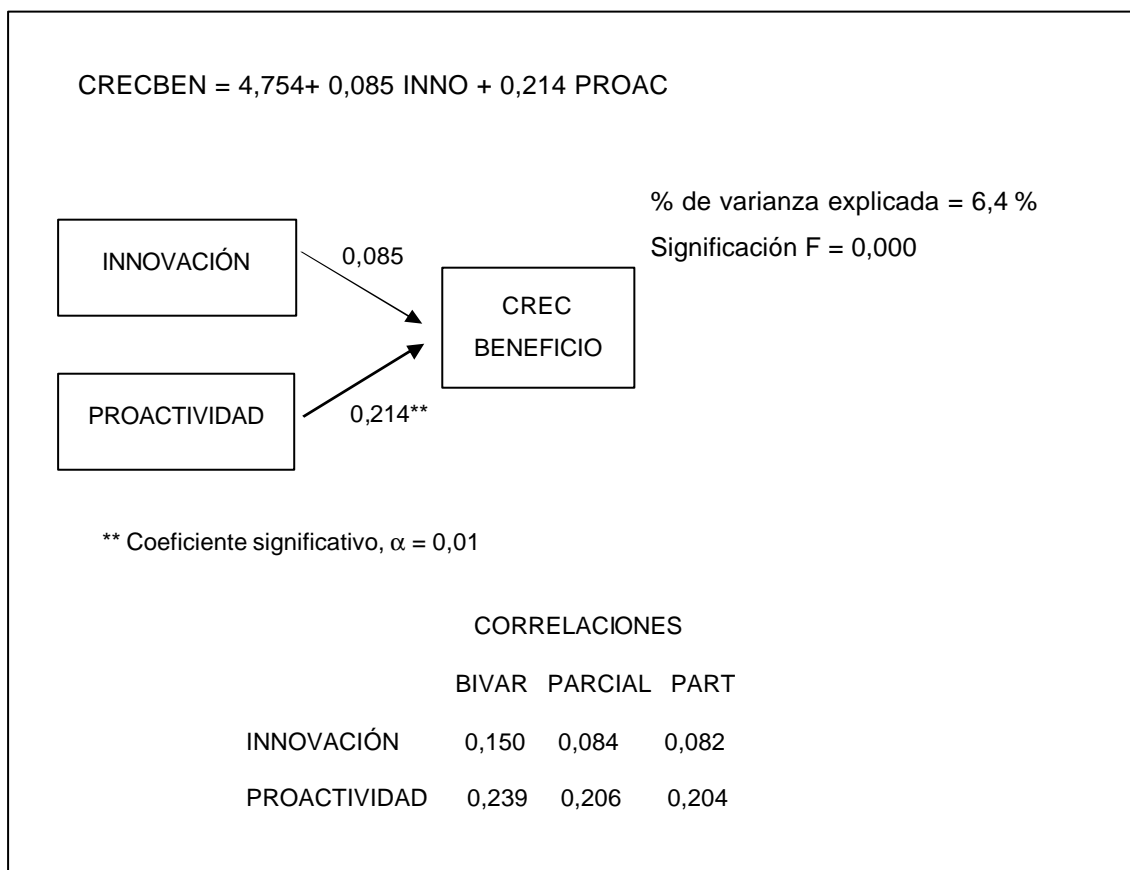 CRECBEN = 4,754+ 0,085 INNO + 0,214 PROAC
% de varianza explicada = 6,4 %
Significación F = 0,000
INNOVACIÓN
0,085
CREC
BENEFICIO
PROACTIVIDAD
0,214**
** Coeficiente significativo, α = 0,01
CORRELACIONES
BIVAR PARCIAL PART
INNOVACIÓN 0,150 0,084 0,082
PROACTIVIDAD 0,239 0,206 0,204